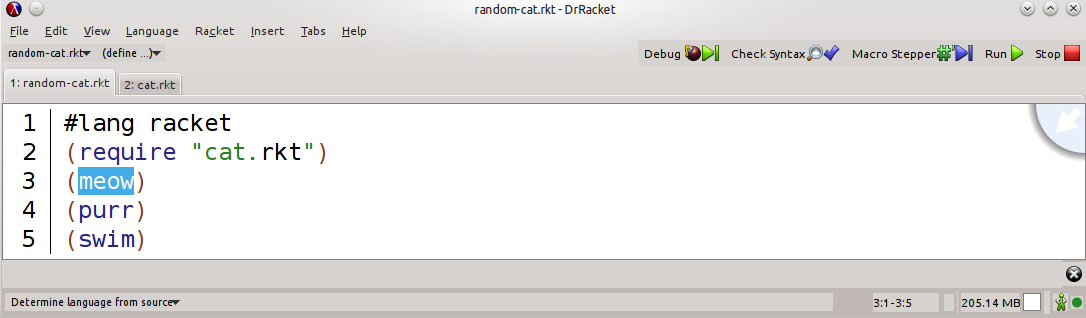 random-cat.rkt - DrRacket
File Edit View Language Racket Insert Tabs Help
random-cat.rkt (define ...) Debug Check Syntax Macro Stepper Run Stop
1: random-cat.rkt 2: cat.rkt
1 #lang racket
2 (require "cat.rkt")
3 (meow)
4 (purr)
5 (swim)
Determine language from source 3:1-3:5 205.14 MB